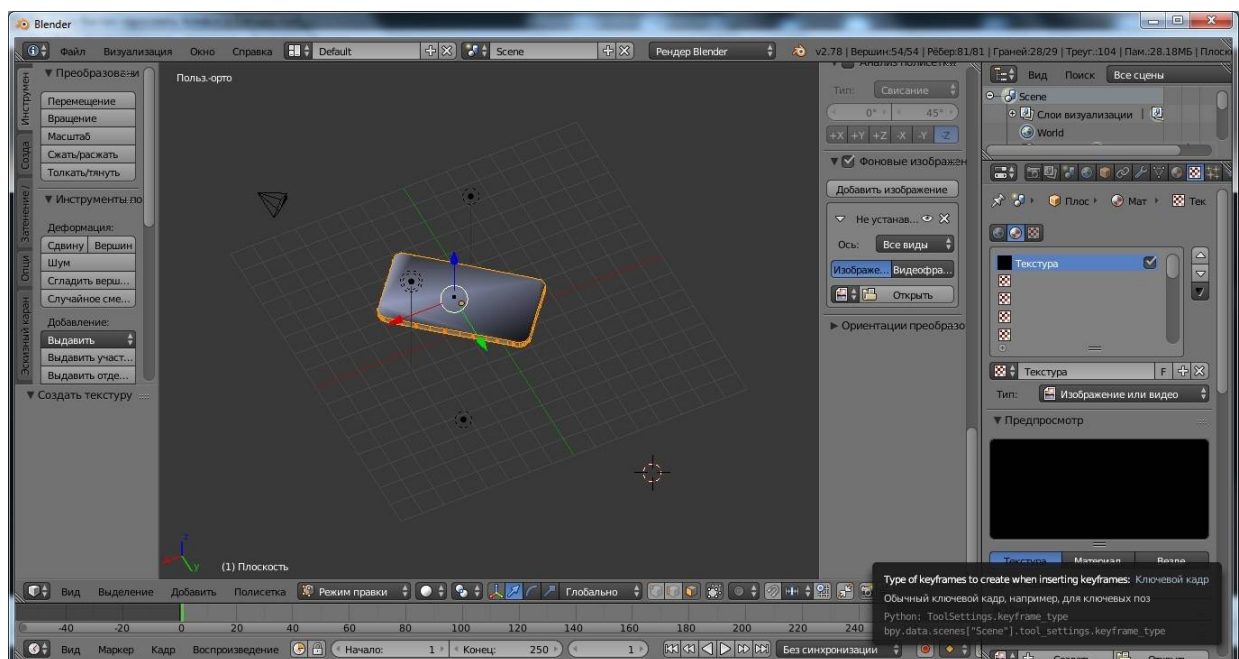 Blender
Файл Визуализация Окно Справка Default Scene Рендер Blender v2.78 | Вершин:54/54 | Рёбер:81/81 | Граней:28/29 | Треуг.:104 | Пам.:28.18МБ | Плоск
Инструмен
Созда
Затенение /
Опци
Эскизный каран
Преобразовани
Перемещение
Вращение
Масштаб
Сжать/расжать
Толкать/тянуть
Инструменты по
Деформация:
Сдвину Вершин
Шум
Сгладить верш...
Случайное сме...
Добавление:
Выдавить
Выдавить участ...
Выдавить отде...
Создать текстуру
Польз.-орто
z
y
(1) Плоскость
Анализ полисетки
Тип: Свисание
0° 45°
+X +Y +Z -X -Y -Z
Фоновые изображен
Добавить изображение
Не устанав...
Ось: Все виды
Изображе... Видеофра...
Открыть
Ориентации преобразо
Вид Поиск Все сцены
Scene
Слои визуализации
World
Плос Мат Тек
Текстура
Текстура F
Тип: Изображение или видео
Предпросмотр
Текстура Материал Везде
Type of keyframes to create when inserting keyframes: Ключевой кадр
Обычный ключевой кадр, например, для ключевых поз
Python: ToolSettings.keyframe_type
bpy.data.scenes["Scene"].tool_settings.keyframe_type
Вид Выделение Добавить Полисетка Режим правки Глобально
-40 -20 0 20 40 60 80 100 120 140 160 180 200 220 240
Вид Маркер Кадр Воспроизведение Начало: 1 Конец: 250 1 Без синхронизации